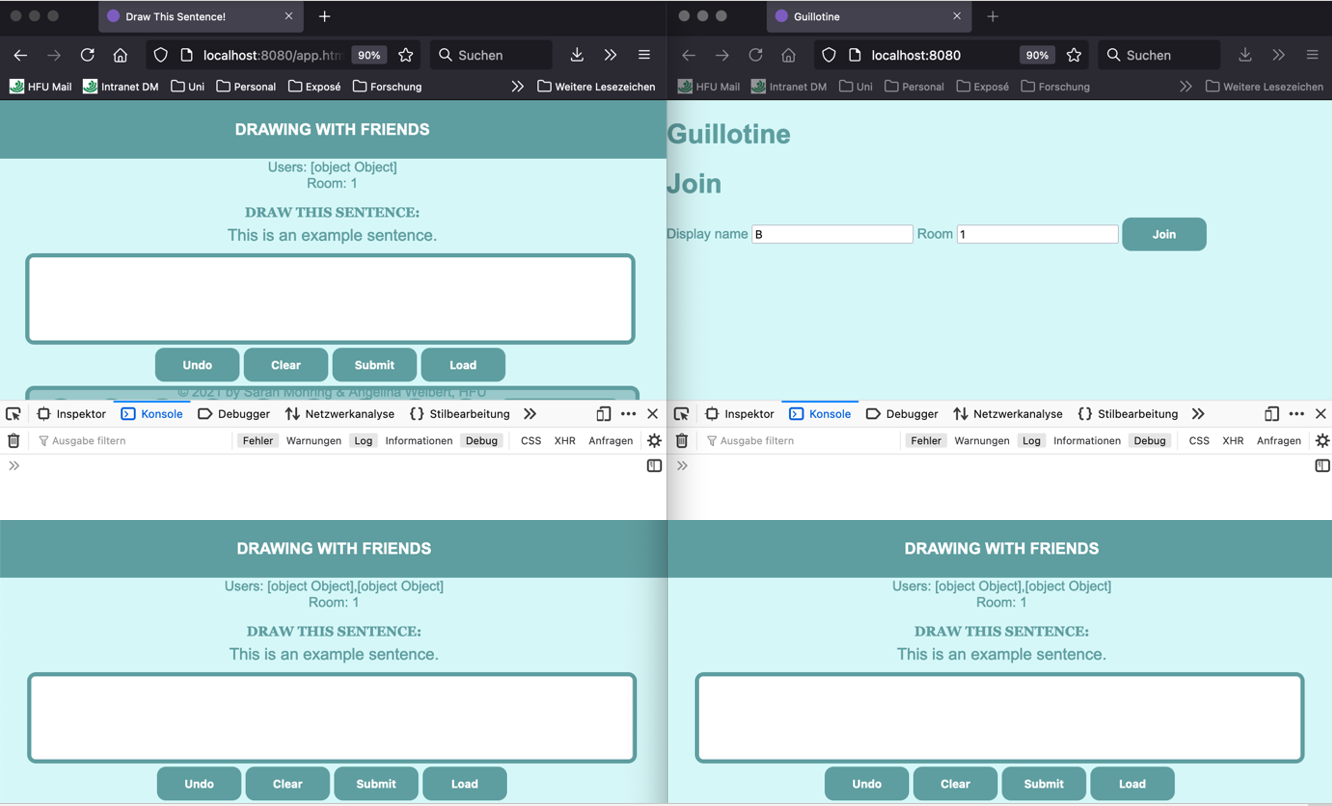 Draw This Sentence!
localhost:8080/app.htm 90% Suchen
HFU Mail Intranet DM Uni Personal Exposé Forschung Weitere Lesezeichen
DRAWING WITH FRIENDS
Users: [object Object]
Room: 1
DRAW THIS SENTENCE:
This is an example sentence.
Undo Clear Submit Load
© 2021 by Sarah Mönnig & Angelina Weibert, HFU
Inspektor Konsole Debugger Netzwerkanalyse Stilbearbeitung
Ausgabe filtern Fehler Warnungen Log Informationen Debug CSS XHR Anfragen
Guillotine
localhost:8080 90% Suchen
HFU Mail Intranet DM Uni Personal Exposé Forschung Weitere Lesezeichen
Guillotine
Join
Display name B Room 1 Join
Inspektor Konsole Debugger Netzwerkanalyse Stilbearbeitung
Ausgabe filtern Fehler Warnungen Log Informationen Debug CSS XHR Anfragen
DRAWING WITH FRIENDS
Users: [object Object],[object Object]
Room: 1
DRAW THIS SENTENCE:
This is an example sentence.
Undo Clear Submit Load
DRAWING WITH FRIENDS
Users: [object Object],[object Object]
Room: 1
DRAW THIS SENTENCE:
This is an example sentence.
Undo Clear Submit Load